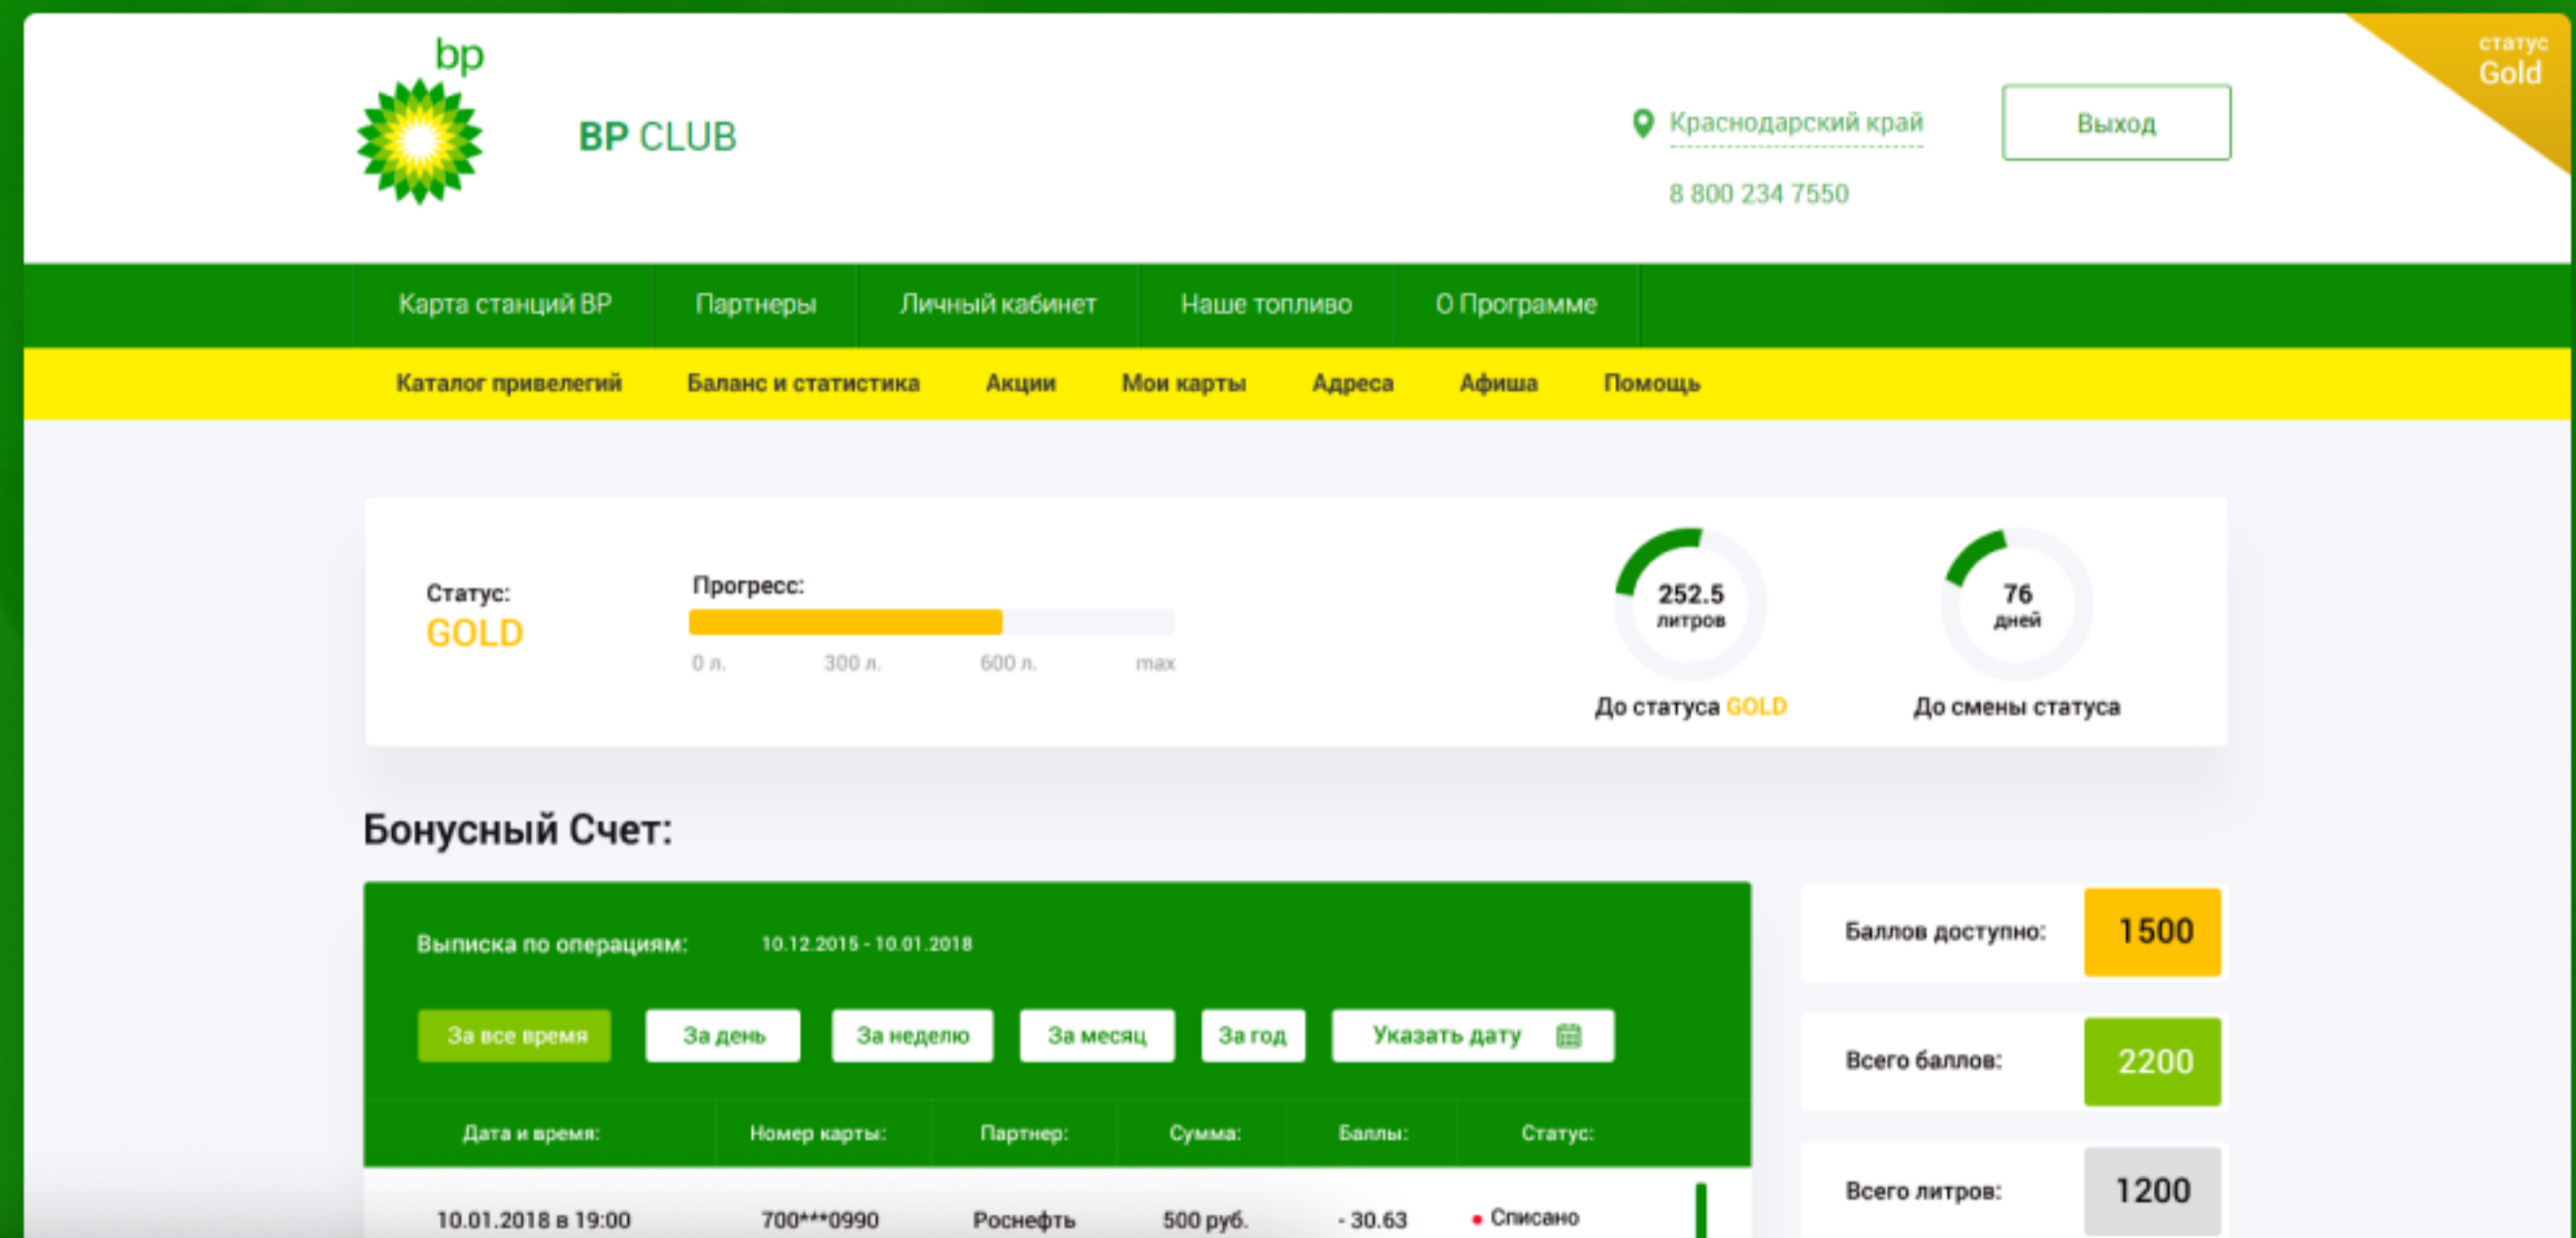 bp
статус
Gold
BP CLUB
Краснодарский край
Выход
8 800 234 7550
Карта станций BP
Партнеры
Личный кабинет
Наше топливо
О Программе
Каталог привелегий
Баланс и статистика
Акции
Мои карты
Адреса
Афиша
Помощь
Статус:
GOLD
Прогресс:
0 л.
300 л.
600 л.
max
252.5
литров
До статуса GOLD
76
дней
До смены статуса
Бонусный Счет:
Выписка по операциям:
10.12.2015 - 10.01.2018
За все время
За день
За неделю
За месяц
За год
Указать дату
Дата и время:
Номер карты:
Партнер:
Сумма:
Баллы:
Статус:
10.01.2018 в 19:00
700***0990
Роснефть
500 руб.
- 30.63
Списано
Баллов доступно:
1500
Всего баллов:
2200
Всего литров:
1200